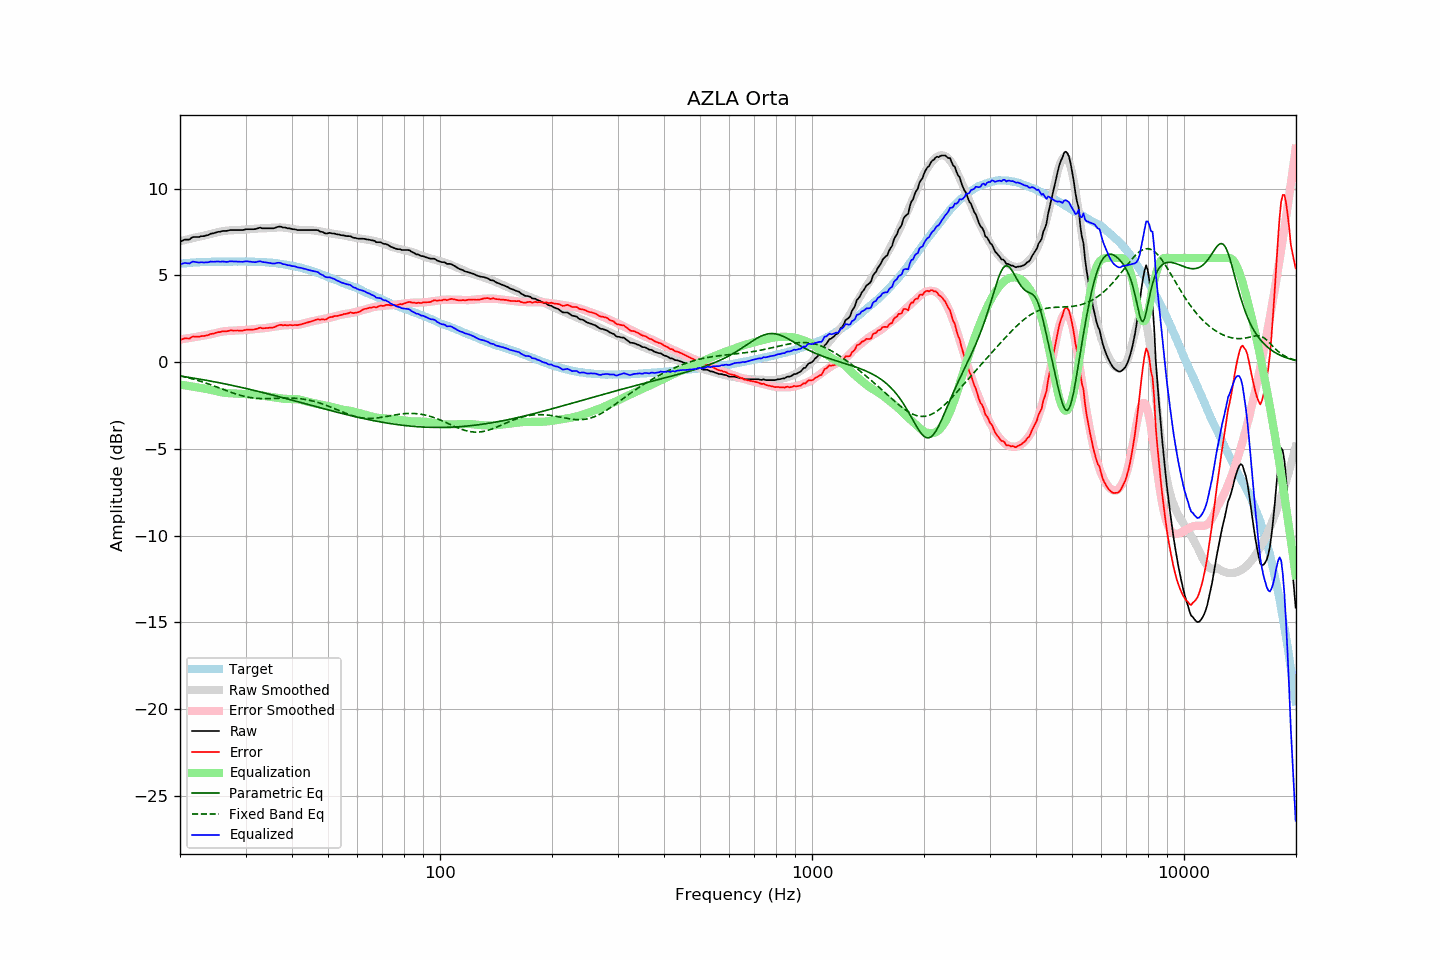 AZLA Orta
Amplitude (dBr)
10
5
0
−5
−10
−15
−20
−25
Target
Raw Smoothed
Error Smoothed
Raw
Error
Equalization
Parametric Eq
Fixed Band Eq
Equalized
100
1000
10000
Frequency (Hz)